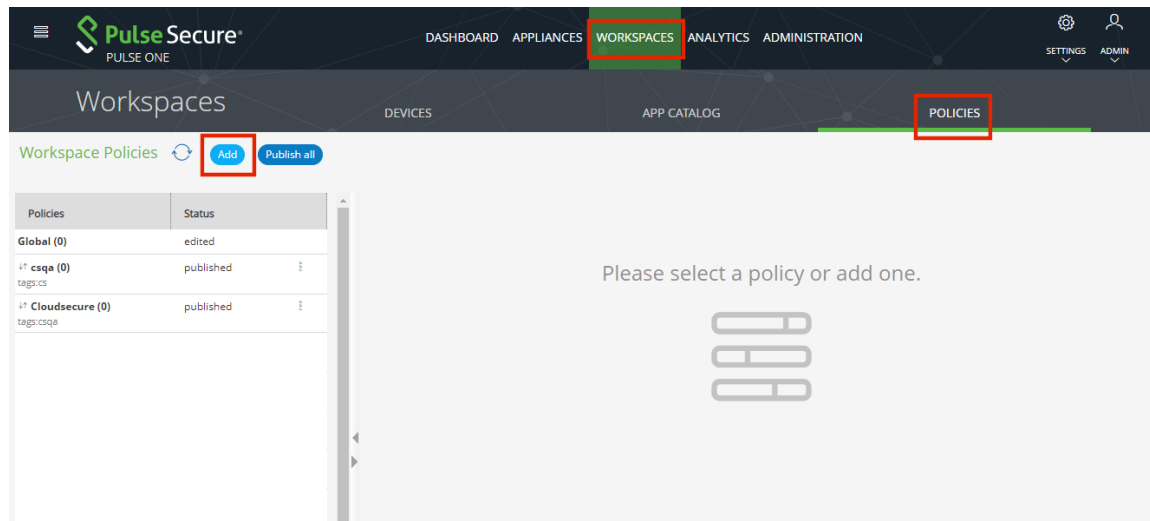 Pulse Secure®
PULSE ONE
DASHBOARD APPLIANCES WORKSPACES ANALYTICS ADMINISTRATION
SETTINGS ADMIN
Workspaces
DEVICES APP CATALOG POLICIES
Workspace Policies Add Publish all
Policies Status
Global (0) edited
csqa (0) published
tags:cs
Cloudsecure (0) published
tags:csqa
Please select a policy or add one.